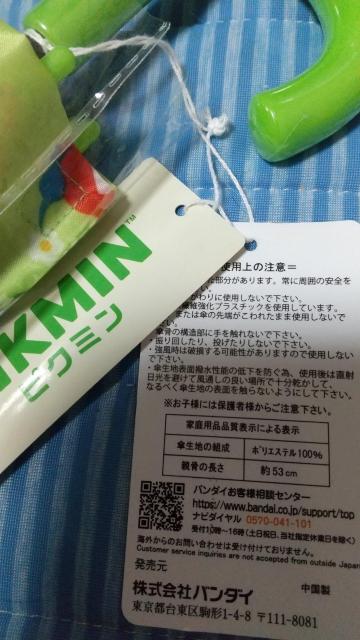 IKMIN™
ピクミン
使用上の注意=
部分があります。常に周囲の安全を
かわりに使用しないで下さい。
繊維強化プラスチックを使用しています。
または傘の先端がこわれたまま使用しないで
さい。
傘骨の構造部に手を触れないで下さい。
・振り回したり、投げたりしないで下さい。
・強風時は破損する可能性がありますので使用しない
で下さい。
・傘生地表面撥水性能の低下を防ぐ為、使用後は直射
日光を避けて風通しの良い場所で十分乾かして、
なるべく傘生地の表面を触らないようにして下さい。
※お子様には保護者様からご注意下さい。
家庭用品品質表示による表示
傘生地の組成 ポリエステル100%
親骨の長さ 約53cm
バンダイお客様相談センター
https://www.bandai.co.jp/support/top
ナビダイヤル 0570-041-101
受付10時～16時(土日祝日、当社指定休業日を除く)
海外からのお問い合わせは受け付けておりません。
Customer service inquiries are not accepted from outside Japan
発売元
株式会社バンダイ 中国製
東京都台東区駒形1-4-8 〒111-8081